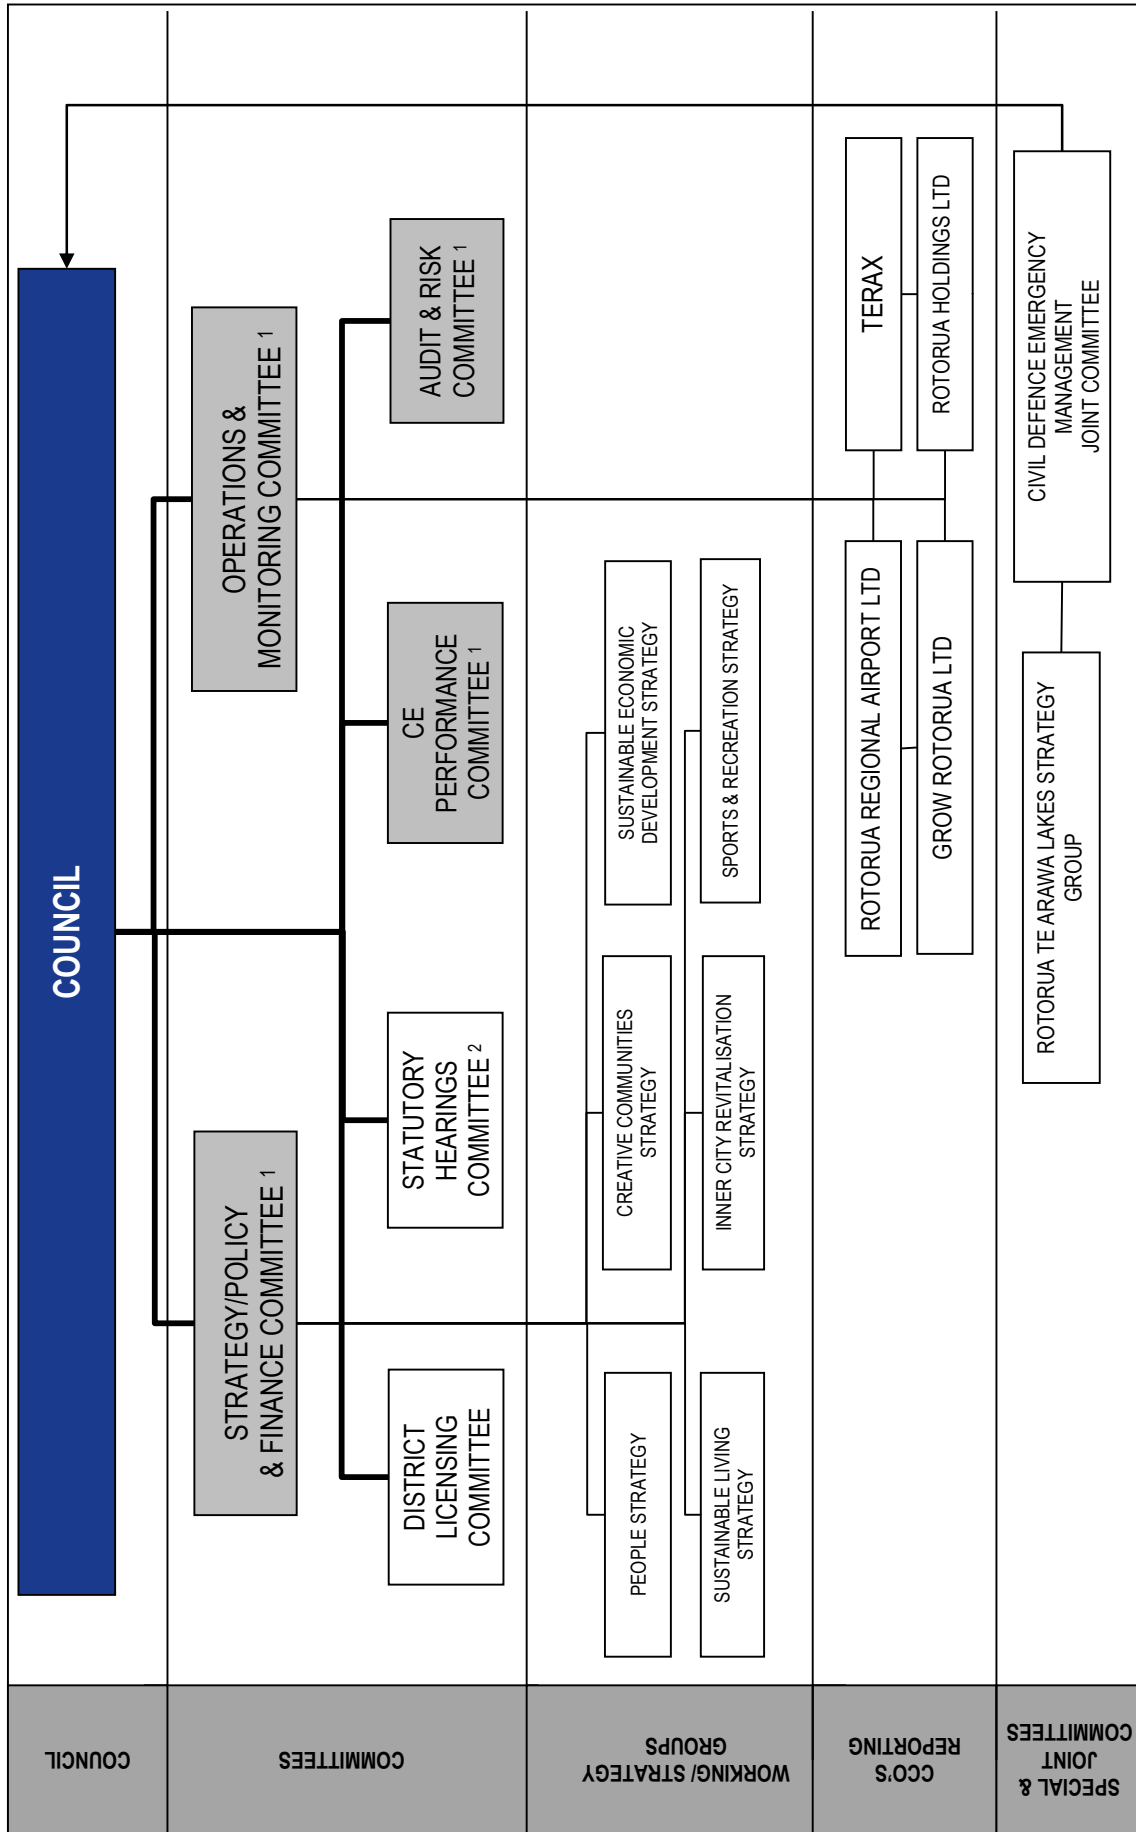 COUNCIL
COUNCIL
COMMITTEES
STRATEGY/POLICY
& FINANCE COMMITTEE 1
OPERATIONS &
MONITORING COMMITTEE 1
DISTRICT
LICENSING
COMMITTEE
STATUTORY
HEARINGS
COMMITTEE 2
CE
PERFORMANCE
COMMITTEE 1
AUDIT & RISK
COMMITTEE 1
WORKING/ STRATEGY
GROUPS
PEOPLE STRATEGY
CREATIVE COMMUNITIES
STRATEGY
SUSTAINABLE ECONOMIC
DEVELOPMENT STRATEGY
SUSTAINABLE LIVING
STRATEGY
INNER CITY REVITALISATION
STRATEGY
SPORTS & RECREATION STRATEGY
CCO'S
REPORTING
ROTORUA REGIONAL AIRPORT LTD
TERAX
GROW ROTORUA LTD
ROTORUA HOLDINGS LTD
SPECIAL &
JOINT
COMMITTEES
ROTORUA TE ARAWA LAKES STRATEGY
GROUP
CIVIL DEFENCE EMERGENCY
MANAGEMENT
JOINT COMMITTEE